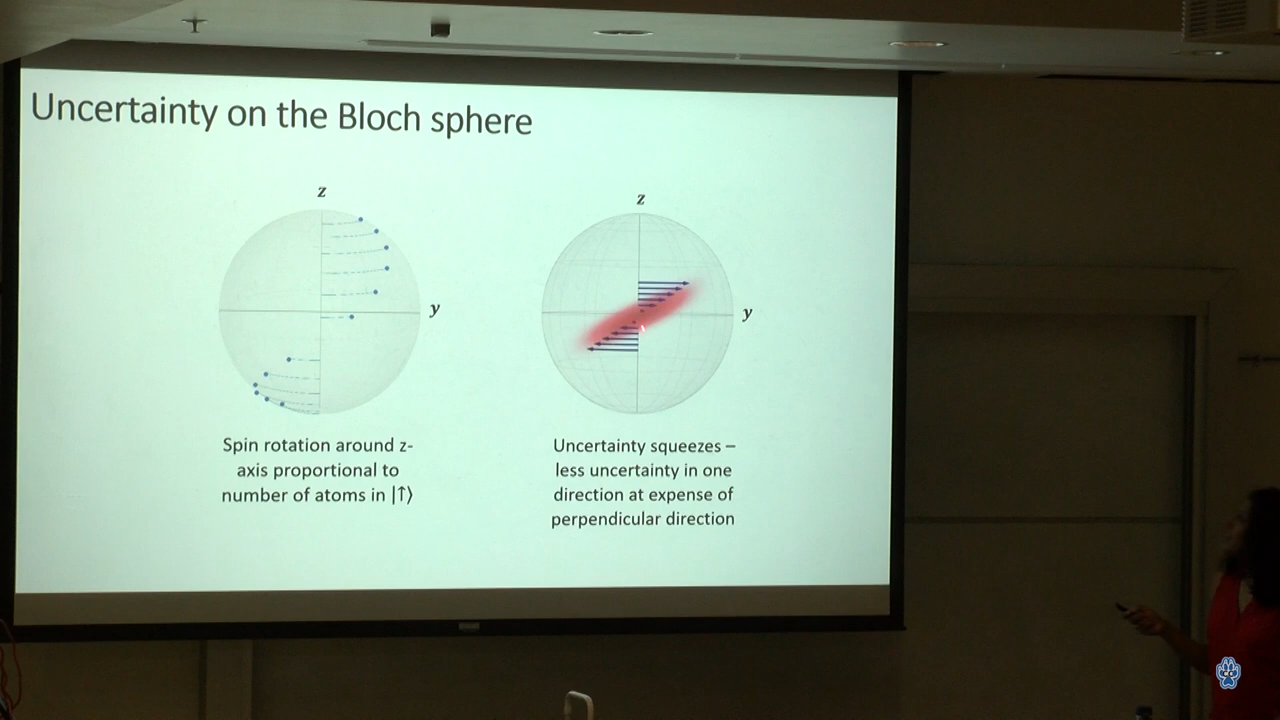 Uncertainty on the Bloch sphere
z
y
Spin rotation around z-
axis proportional to
number of atoms in |↑⟩
z
y
Uncertainty squeezes –
less uncertainty in one
direction at expense of
perpendicular direction